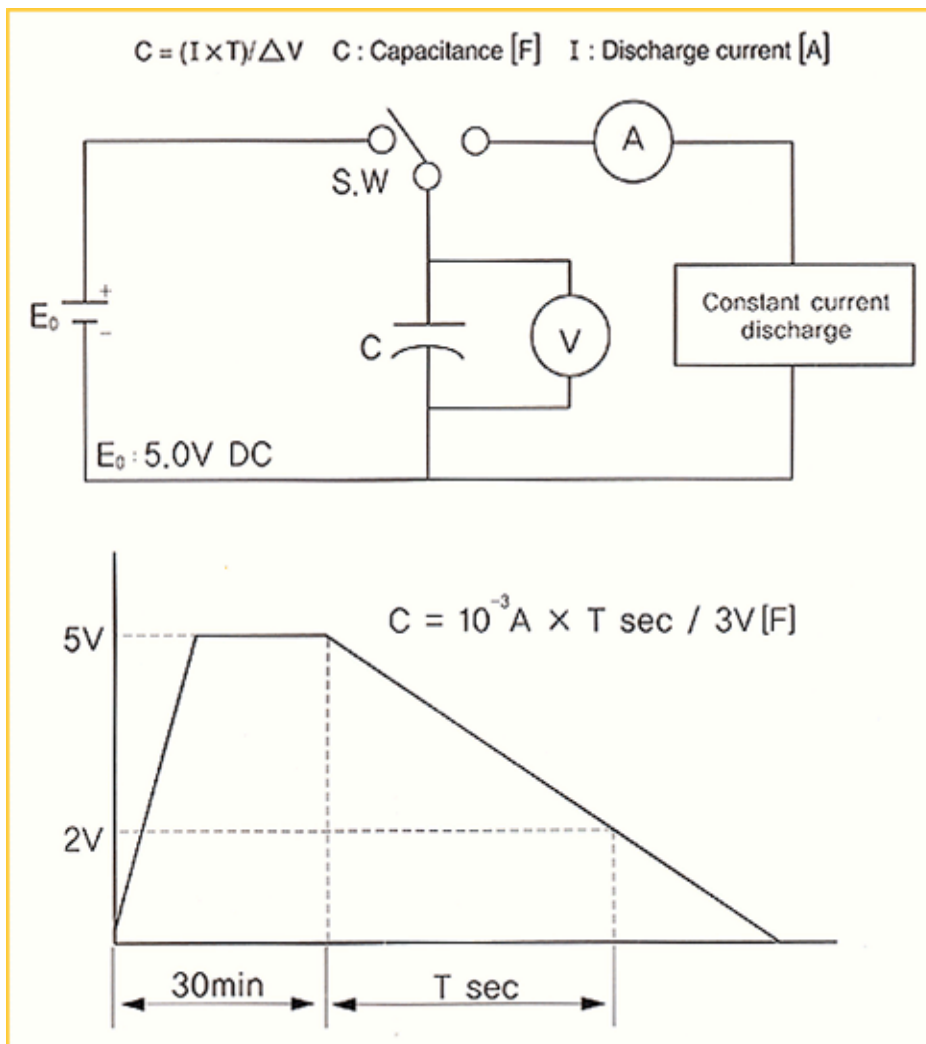 C = (I×T)/△V C : Capacitance [F] I : Discharge current [A]
A
S.W
+
E₀
-
C
V
Constant current
discharge
E₀ : 5.0V DC
C = 10⁻³A × T sec / 3V [F]
5V
2V
30min
T sec